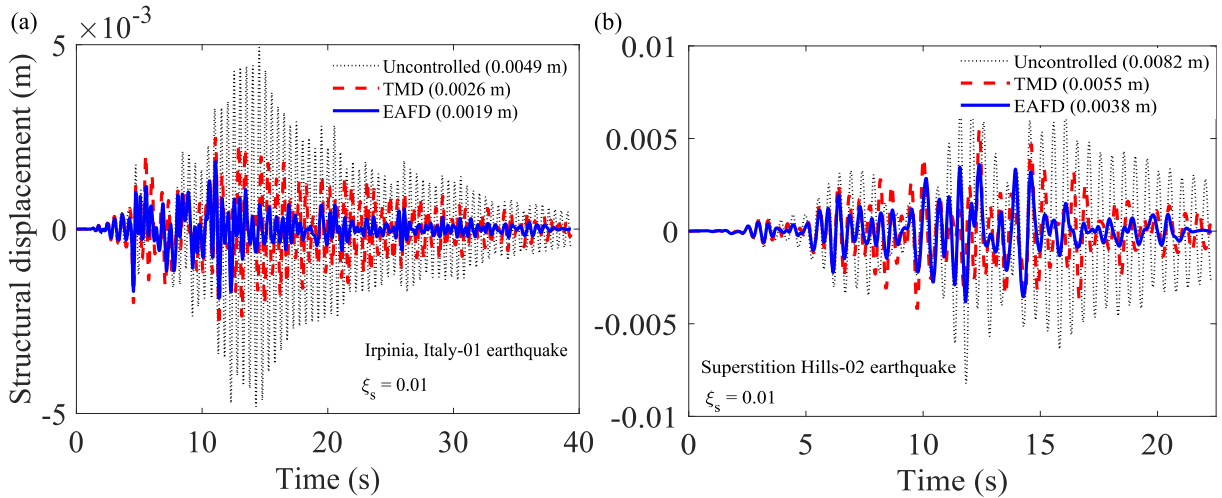 (a)
×10⁻³
5
0
-5
Structural displacement (m)
Uncontrolled (0.0049 m)
TMD (0.0026 m)
EAFD (0.0019 m)
Irpinia, Italy-01 earthquake
ξs = 0.01
0 10 20 30 40
Time (s)
(b)
0.01
0.005
0
-0.005
-0.01
Uncontrolled (0.0082 m)
TMD (0.0055 m)
EAFD (0.0038 m)
Superstition Hills-02 earthquake
ξs = 0.01
0 5 10 15 20
Time (s)